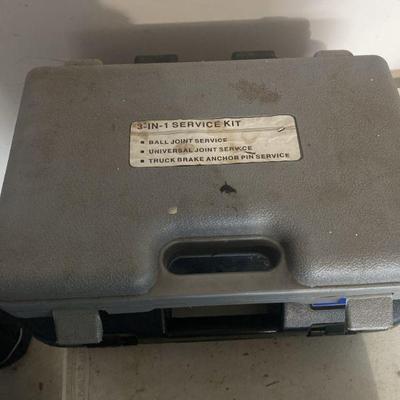 3-IN-1 SERVICE KIT
▪ BALL JOINT SERVICE
▪ UNIVERSAL JOINT SERVICE
▪ TRUCK BRAKE ANCHOR PIN SERVICE